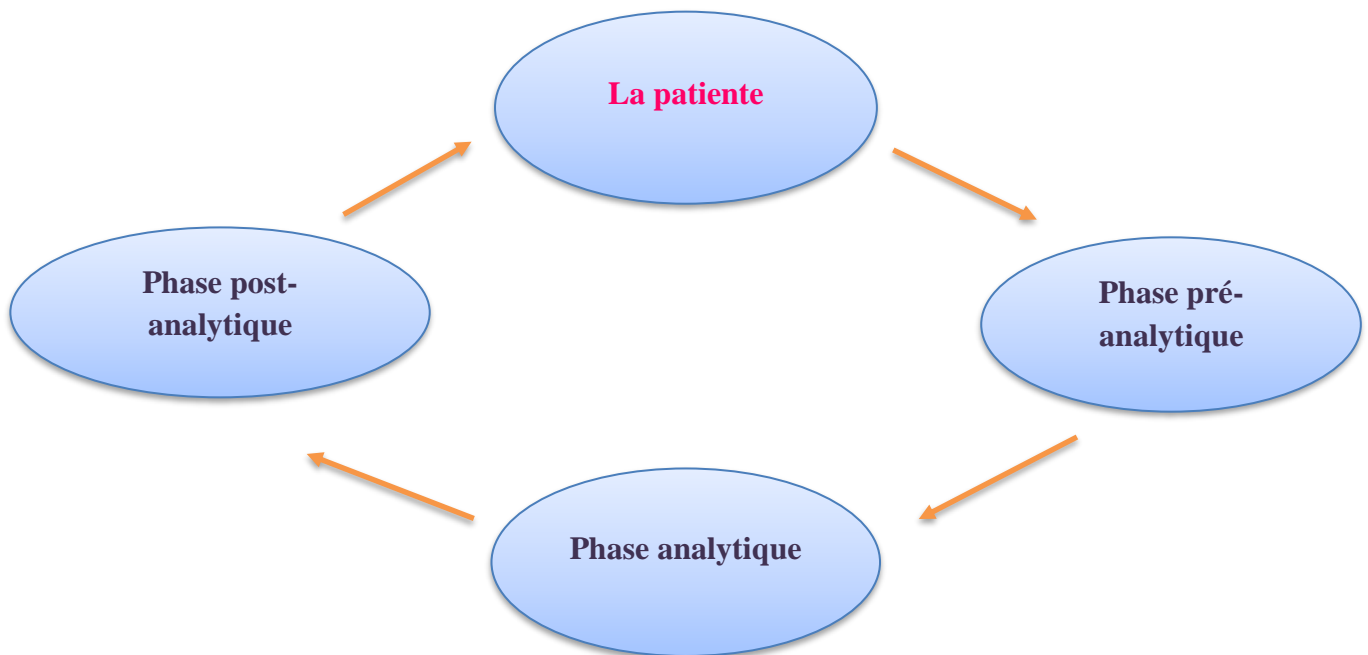 La patiente
Phase post-
analytique
Phase pré-
analytique
Phase analytique